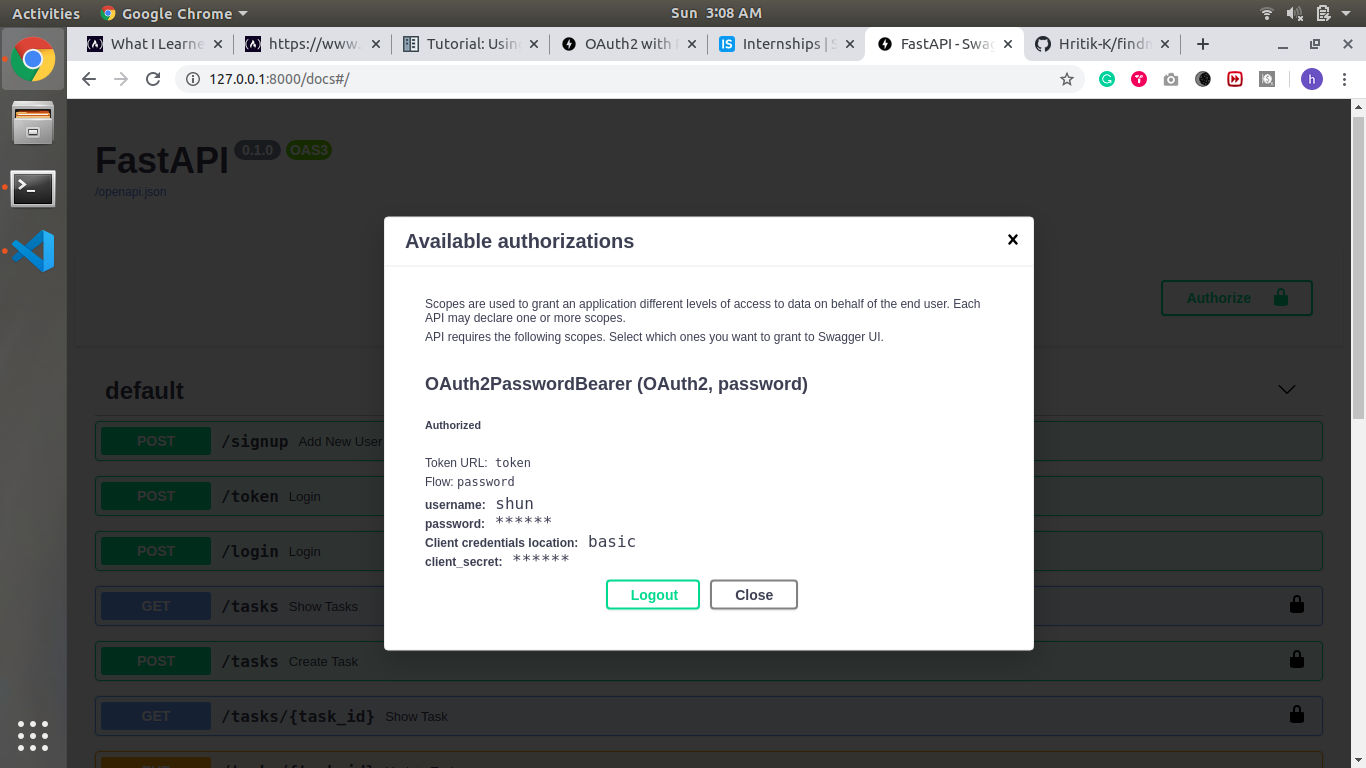 Activities Google Chrome Sun 3:08 AM
What I Learne https://www. Tutorial: Usin OAuth2 with Internships | S FastAPI - Swag Hritik-K/findn
127.0.0.1:8000/docs#/ h
FastAPI 0.1.0 OAS3
/openapi.json
Available authorizations
Scopes are used to grant an application different levels of access to data on behalf of the end user. Each
API may declare one or more scopes.
API requires the following scopes. Select which ones you want to grant to Swagger UI.
Authorize
OAuth2PasswordBearer (OAuth2, password)
Authorized
Token URL: token
Flow: password
username: shun
password: ******
Client credentials location: basic
client_secret: ******
Logout Close
default
POST /signup Add New User
POST /token Login
POST /login Login
GET /tasks Show Tasks
POST /tasks Create Task
GET /tasks/{task_id} Show Task